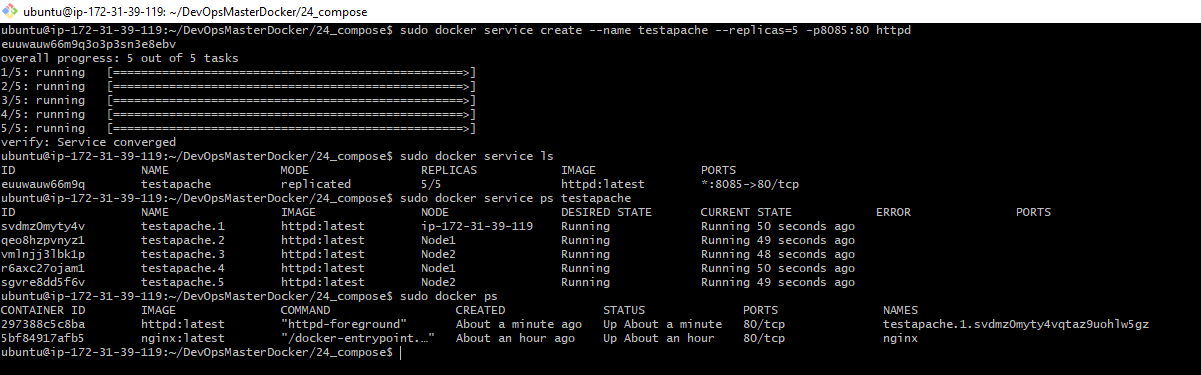 ubuntu@ip-172-31-39-119: ~/DevOpsMasterDocker/24_compose
ubuntu@ip-172-31-39-119:~/DevOpsMasterDocker/24_compose$ sudo docker service create --name testapache --replicas=5 -p8085:80 httpd
euuwauw66m9q3o3p3sn3e8ebv
overall progress: 5 out of 5 tasks
1/5: running   [==================================================>]
2/5: running   [==================================================>]
3/5: running   [==================================================>]
4/5: running   [==================================================>]
5/5: running   [==================================================>]
verify: Service converged
ubuntu@ip-172-31-39-119:~/DevOpsMasterDocker/24_compose$ sudo docker service ls
ID                  NAME                MODE                REPLICAS            IMAGE               PORTS
euuwauw66m9q        testapache          replicated          5/5                 httpd:latest        *:8085->80/tcp
ubuntu@ip-172-31-39-119:~/DevOpsMasterDocker/24_compose$ sudo docker service ps testapache
ID                  NAME                IMAGE               NODE                DESIRED STATE       CURRENT STATE            ERROR               PORTS
svdmz0myty4v        testapache.1        httpd:latest        ip-172-31-39-119    Running             Running 50 seconds ago
qeo8hzpvnyz1        testapache.2        httpd:latest        Node1               Running             Running 49 seconds ago
vmlnjj3lbk1p        testapache.3        httpd:latest        Node2               Running             Running 48 seconds ago
r6axc27ojam1        testapache.4        httpd:latest        Node1               Running             Running 50 seconds ago
sgvre8dd5f6v        testapache.5        httpd:latest        Node2               Running             Running 49 seconds ago
ubuntu@ip-172-31-39-119:~/DevOpsMasterDocker/24_compose$ sudo docker ps
CONTAINER ID        IMAGE               COMMAND                  CREATED              STATUS              PORTS               NAMES
297388c5c8ba        httpd:latest        "httpd-foreground"       About a minute ago   Up About a minute   80/tcp              testapache.1.svdmz0myty4vqtaz9uohlw5gz
5bf84917afb5        nginx:latest        "/docker-entrypoint.…"   About an hour ago    Up About an hour    80/tcp              nginx
ubuntu@ip-172-31-39-119:~/DevOpsMasterDocker/24_compose$